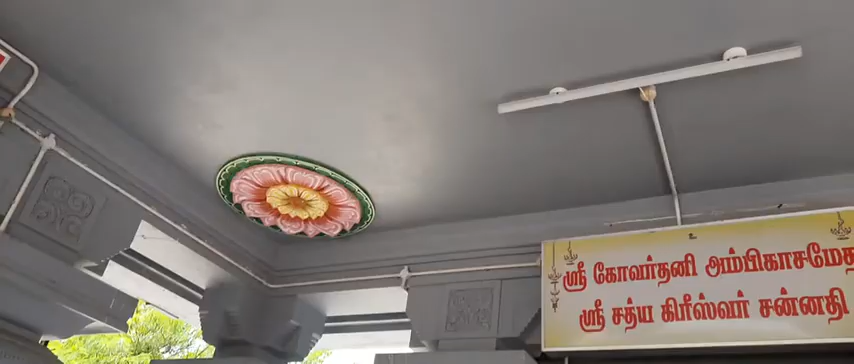 ஸ்ரீ கோவர்தனி அம்பிகாசமேத
ஸ்ரீ சத்ய கிரீஸ்வர் சன்னதி